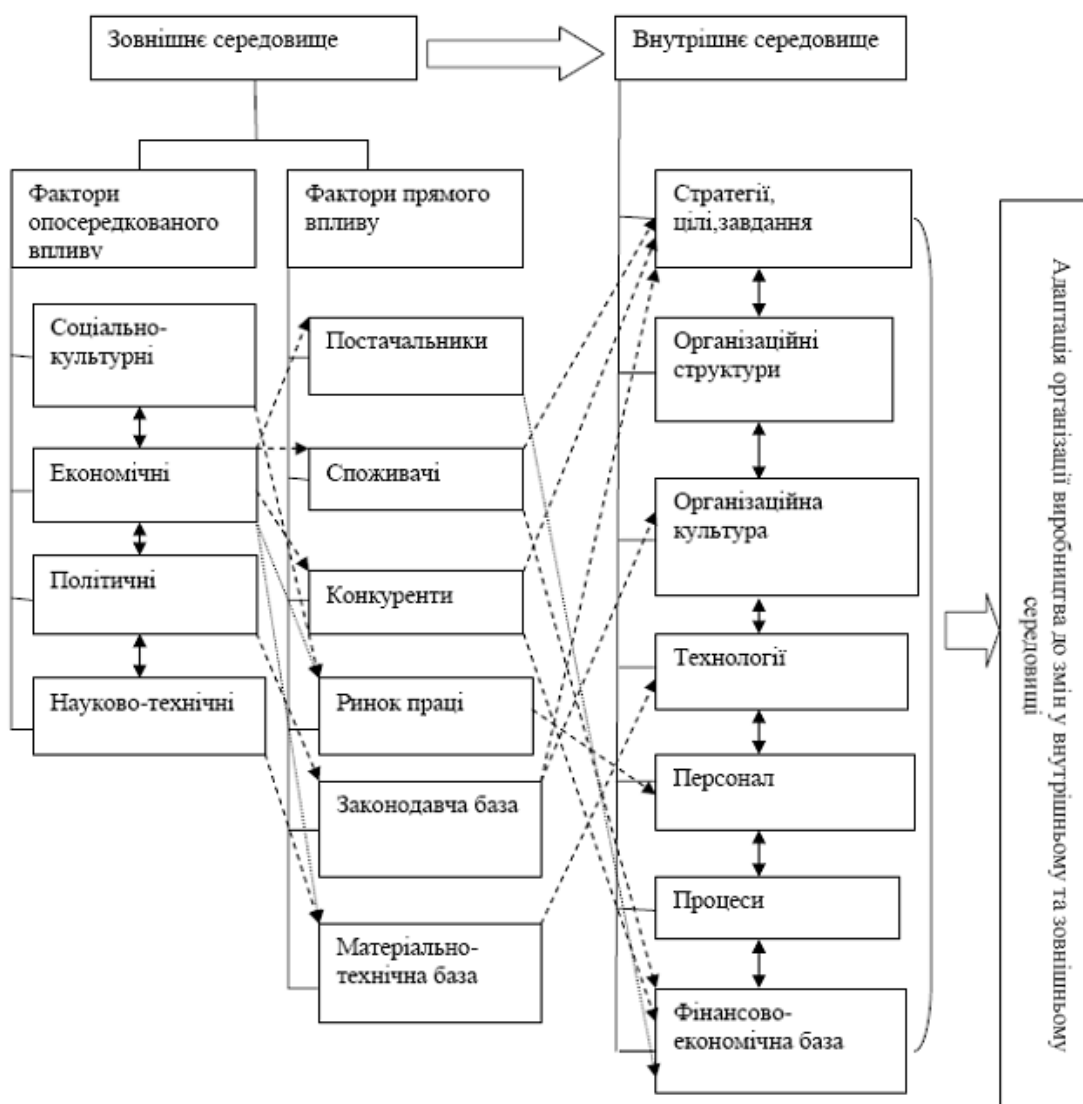 Зовнішнє середовище
Внутрішнє середовище
Фактори
опосередкованого
впливу
Фактори прямого
впливу
Соціально-
культурні
Економічні
Політичні
Науково-технічні
Постачальники
Споживачі
Конкуренти
Ринок праці
Законодавча база
Матеріально-
технічна база
Стратегії,
цілі,завдання
Організаційні
структури
Організаційна
культура
Технології
Персонал
Процеси
Фінансово-
економічна база
Адаптація організації виробництва до змін у внутрішньому та зовнішньому
середовищі